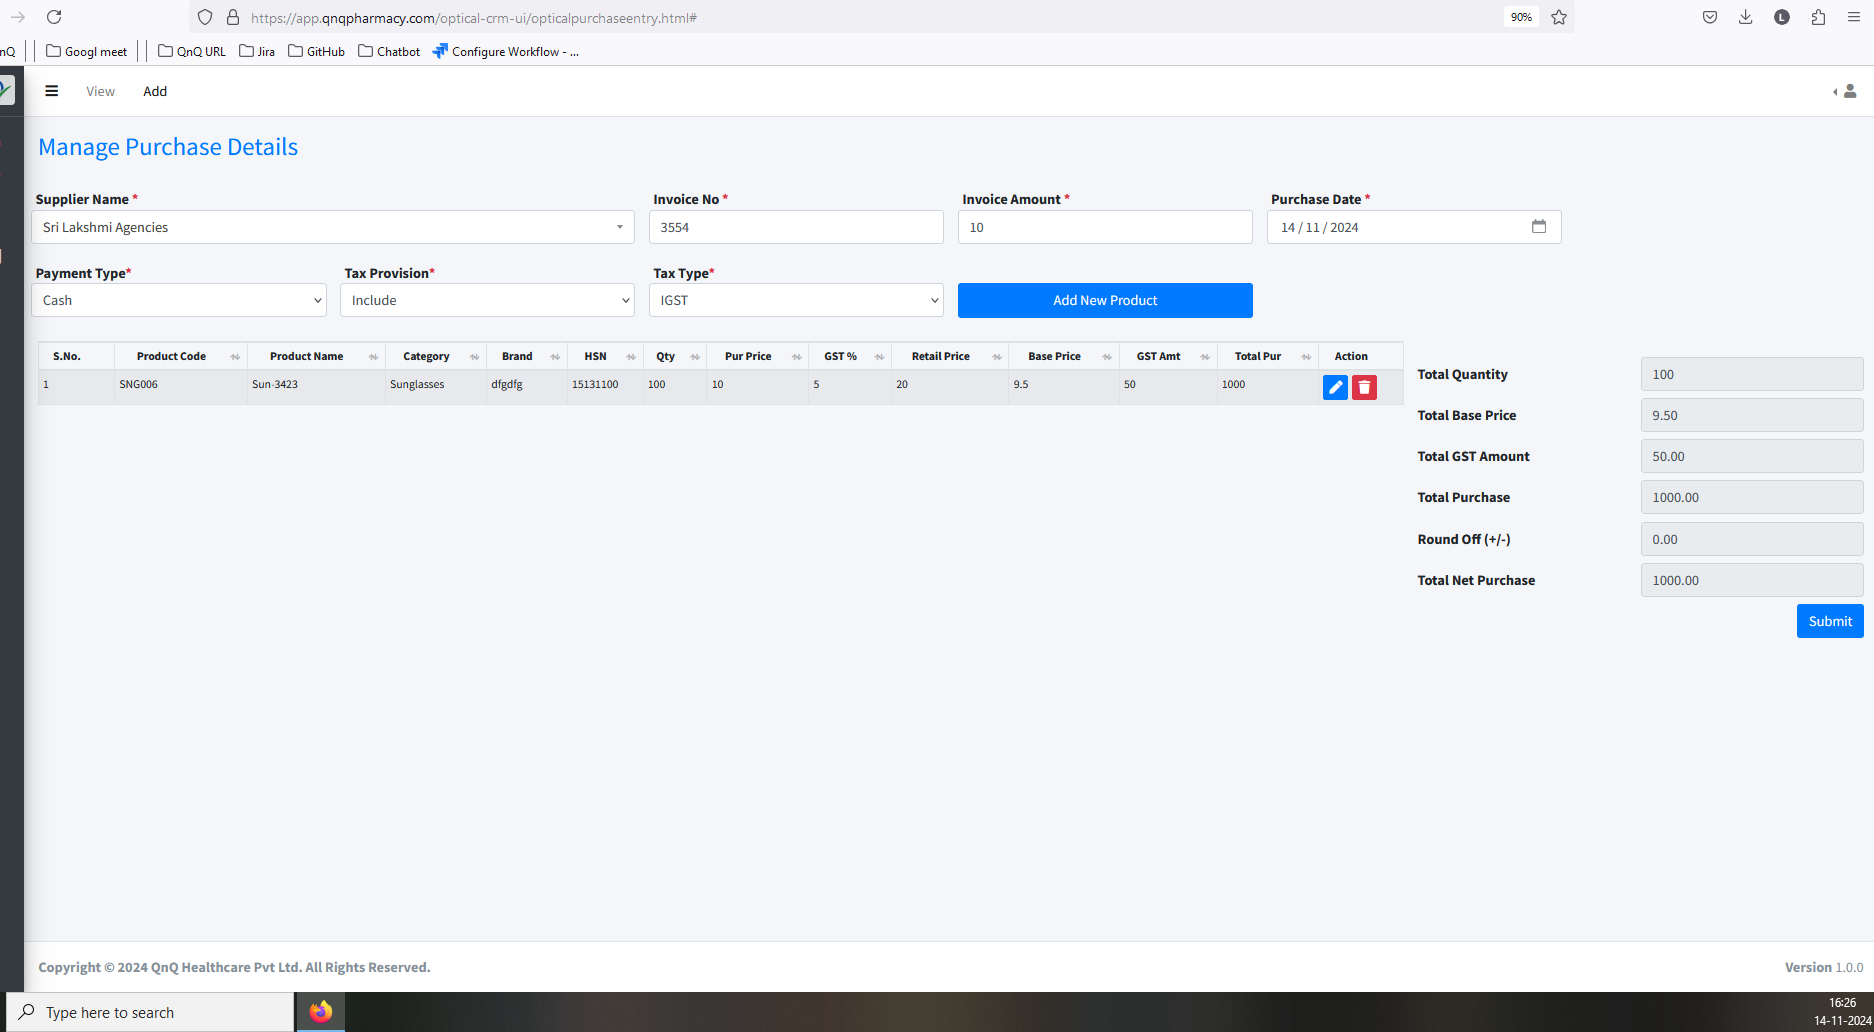 https://app.qnqpharmacy.com/optical-crm-ui/opticalpurchaseentry.html#
90%
L
nQ
Googl meet
QnQ URL
Jira
GitHub
Chatbot
Configure Workflow - ...
View
Add
Manage Purchase Details
Supplier Name *
Invoice No *
Invoice Amount *
Purchase Date *
Sri Lakshmi Agencies
3554
10
14 / 11 / 2024
Payment Type*
Tax Provision*
Tax Type*
Cash
Include
IGST
Add New Product
S.No. Product Code Product Name Category Brand HSN Qty Pur Price GST % Retail Price Base Price GST Amt Total Pur Action
1 SNG006 Sun-3423 Sunglasses dfgdfg 15131100 100 10 5 20 9.5 50 1000
Total Quantity 100
Total Base Price 9.50
Total GST Amount 50.00
Total Purchase 1000.00
Round Off (+/-) 0.00
Total Net Purchase 1000.00
Submit
Copyright © 2024 QnQ Healthcare Pvt Ltd. All Rights Reserved.
Version 1.0.0
Type here to search
16:26
14-11-2024